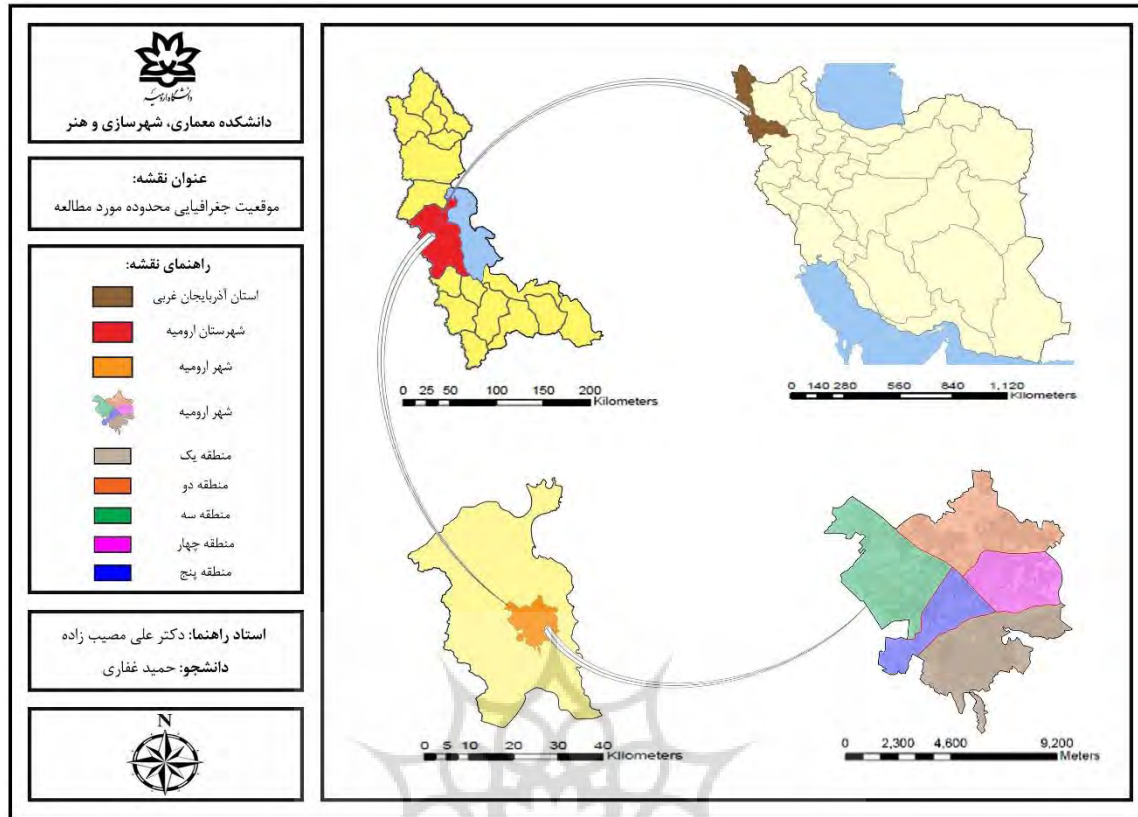 دانشگاه ارومیه
دانشکده معماری، شهرسازی و هنر
عنوان نقشه:
موقعیت جغرافیایی محدوده مورد مطالعه
راهنمای نقشه:
استان آذربایجان غربی
شهرستان ارومیه
شهر ارومیه
شهر ارومیه
منطقه یک
منطقه دو
منطقه سه
منطقه چهار
منطقه پنج
استاد راهنما: دکتر علی مصیب زاده
دانشجو: حمید غفاری
N
0 25 50 100 150 200
Kilometers
0 140 280 560 840 1,120
Kilometers
0 5 10 20 30 40
Kilometers
0 2,300 4,600 9,200
Meters